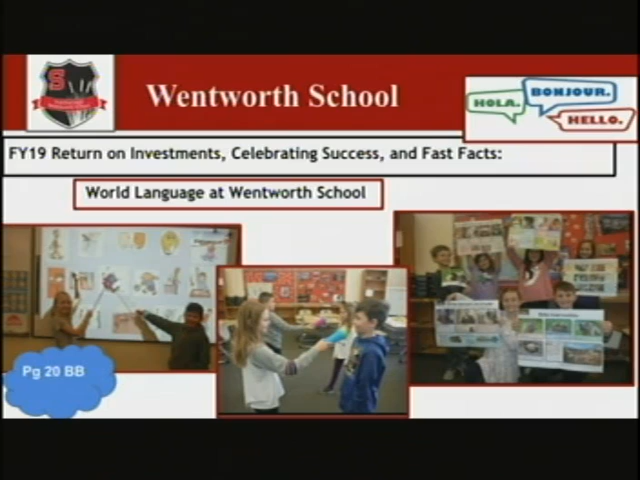 S
Wentworth School
HOLA.
BONJOUR.
HELLO.
FY19 Return on Investments, Celebrating Success, and Fast Facts:
World Language at Wentworth School
Pg 20 BB